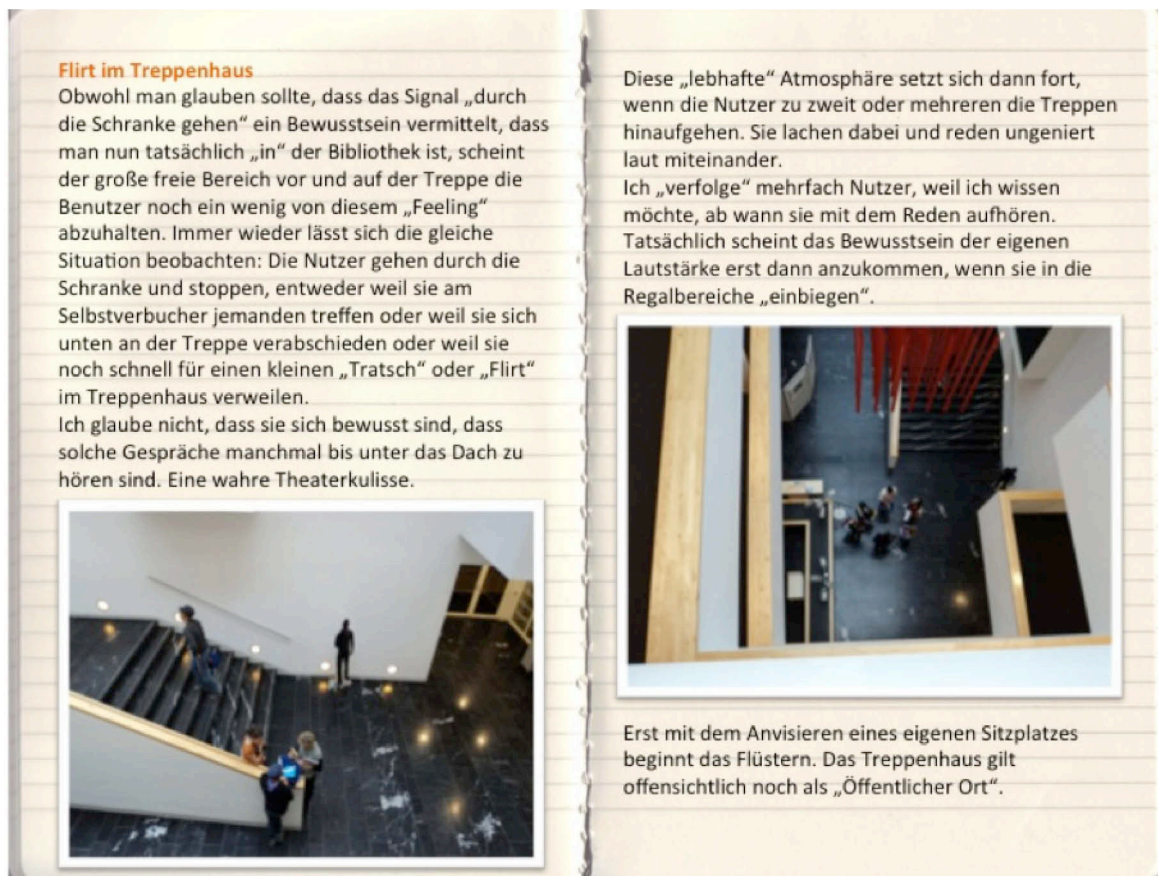 Flirt im Treppenhaus
Obwohl man glauben sollte, dass das Signal „durch
die Schranke gehen“ ein Bewusstsein vermittelt, dass
man nun tatsächlich „in“ der Bibliothek ist, scheint
der große freie Bereich vor und auf der Treppe die
Benutzer noch ein wenig von diesem „Feeling“
abzuhalten. Immer wieder lässt sich die gleiche
Situation beobachten: Die Nutzer gehen durch die
Schranke und stoppen, entweder weil sie am
Selbstverbucher jemanden treffen oder weil sie sich
unten an der Treppe verabschieden oder weil sie
noch schnell für einen kleinen „Tratsch“ oder „Flirt“
im Treppenhaus verweilen.
Ich glaube nicht, dass sie sich bewusst sind, dass
solche Gespräche manchmal bis unter das Dach zu
hören sind. Eine wahre Theaterkulisse.
Diese „lebhafte“ Atmosphäre setzt sich dann fort,
wenn die Nutzer zu zweit oder mehreren die Treppen
hinaufgehen. Sie lachen dabei und reden ungeniert
laut miteinander.
Ich „verfolge“ mehrfach Nutzer, weil ich wissen
möchte, ab wann sie mit dem Reden aufhören.
Tatsächlich scheint das Bewusstsein der eigenen
Lautstärke erst dann anzukommen, wenn sie in die
Regalbereiche „einbiegen“.
Erst mit dem Anvisieren eines eigenen Sitzplatzes
beginnt das Flüstern. Das Treppenhaus gilt
offensichtlich noch als „Öffentlicher Ort“.